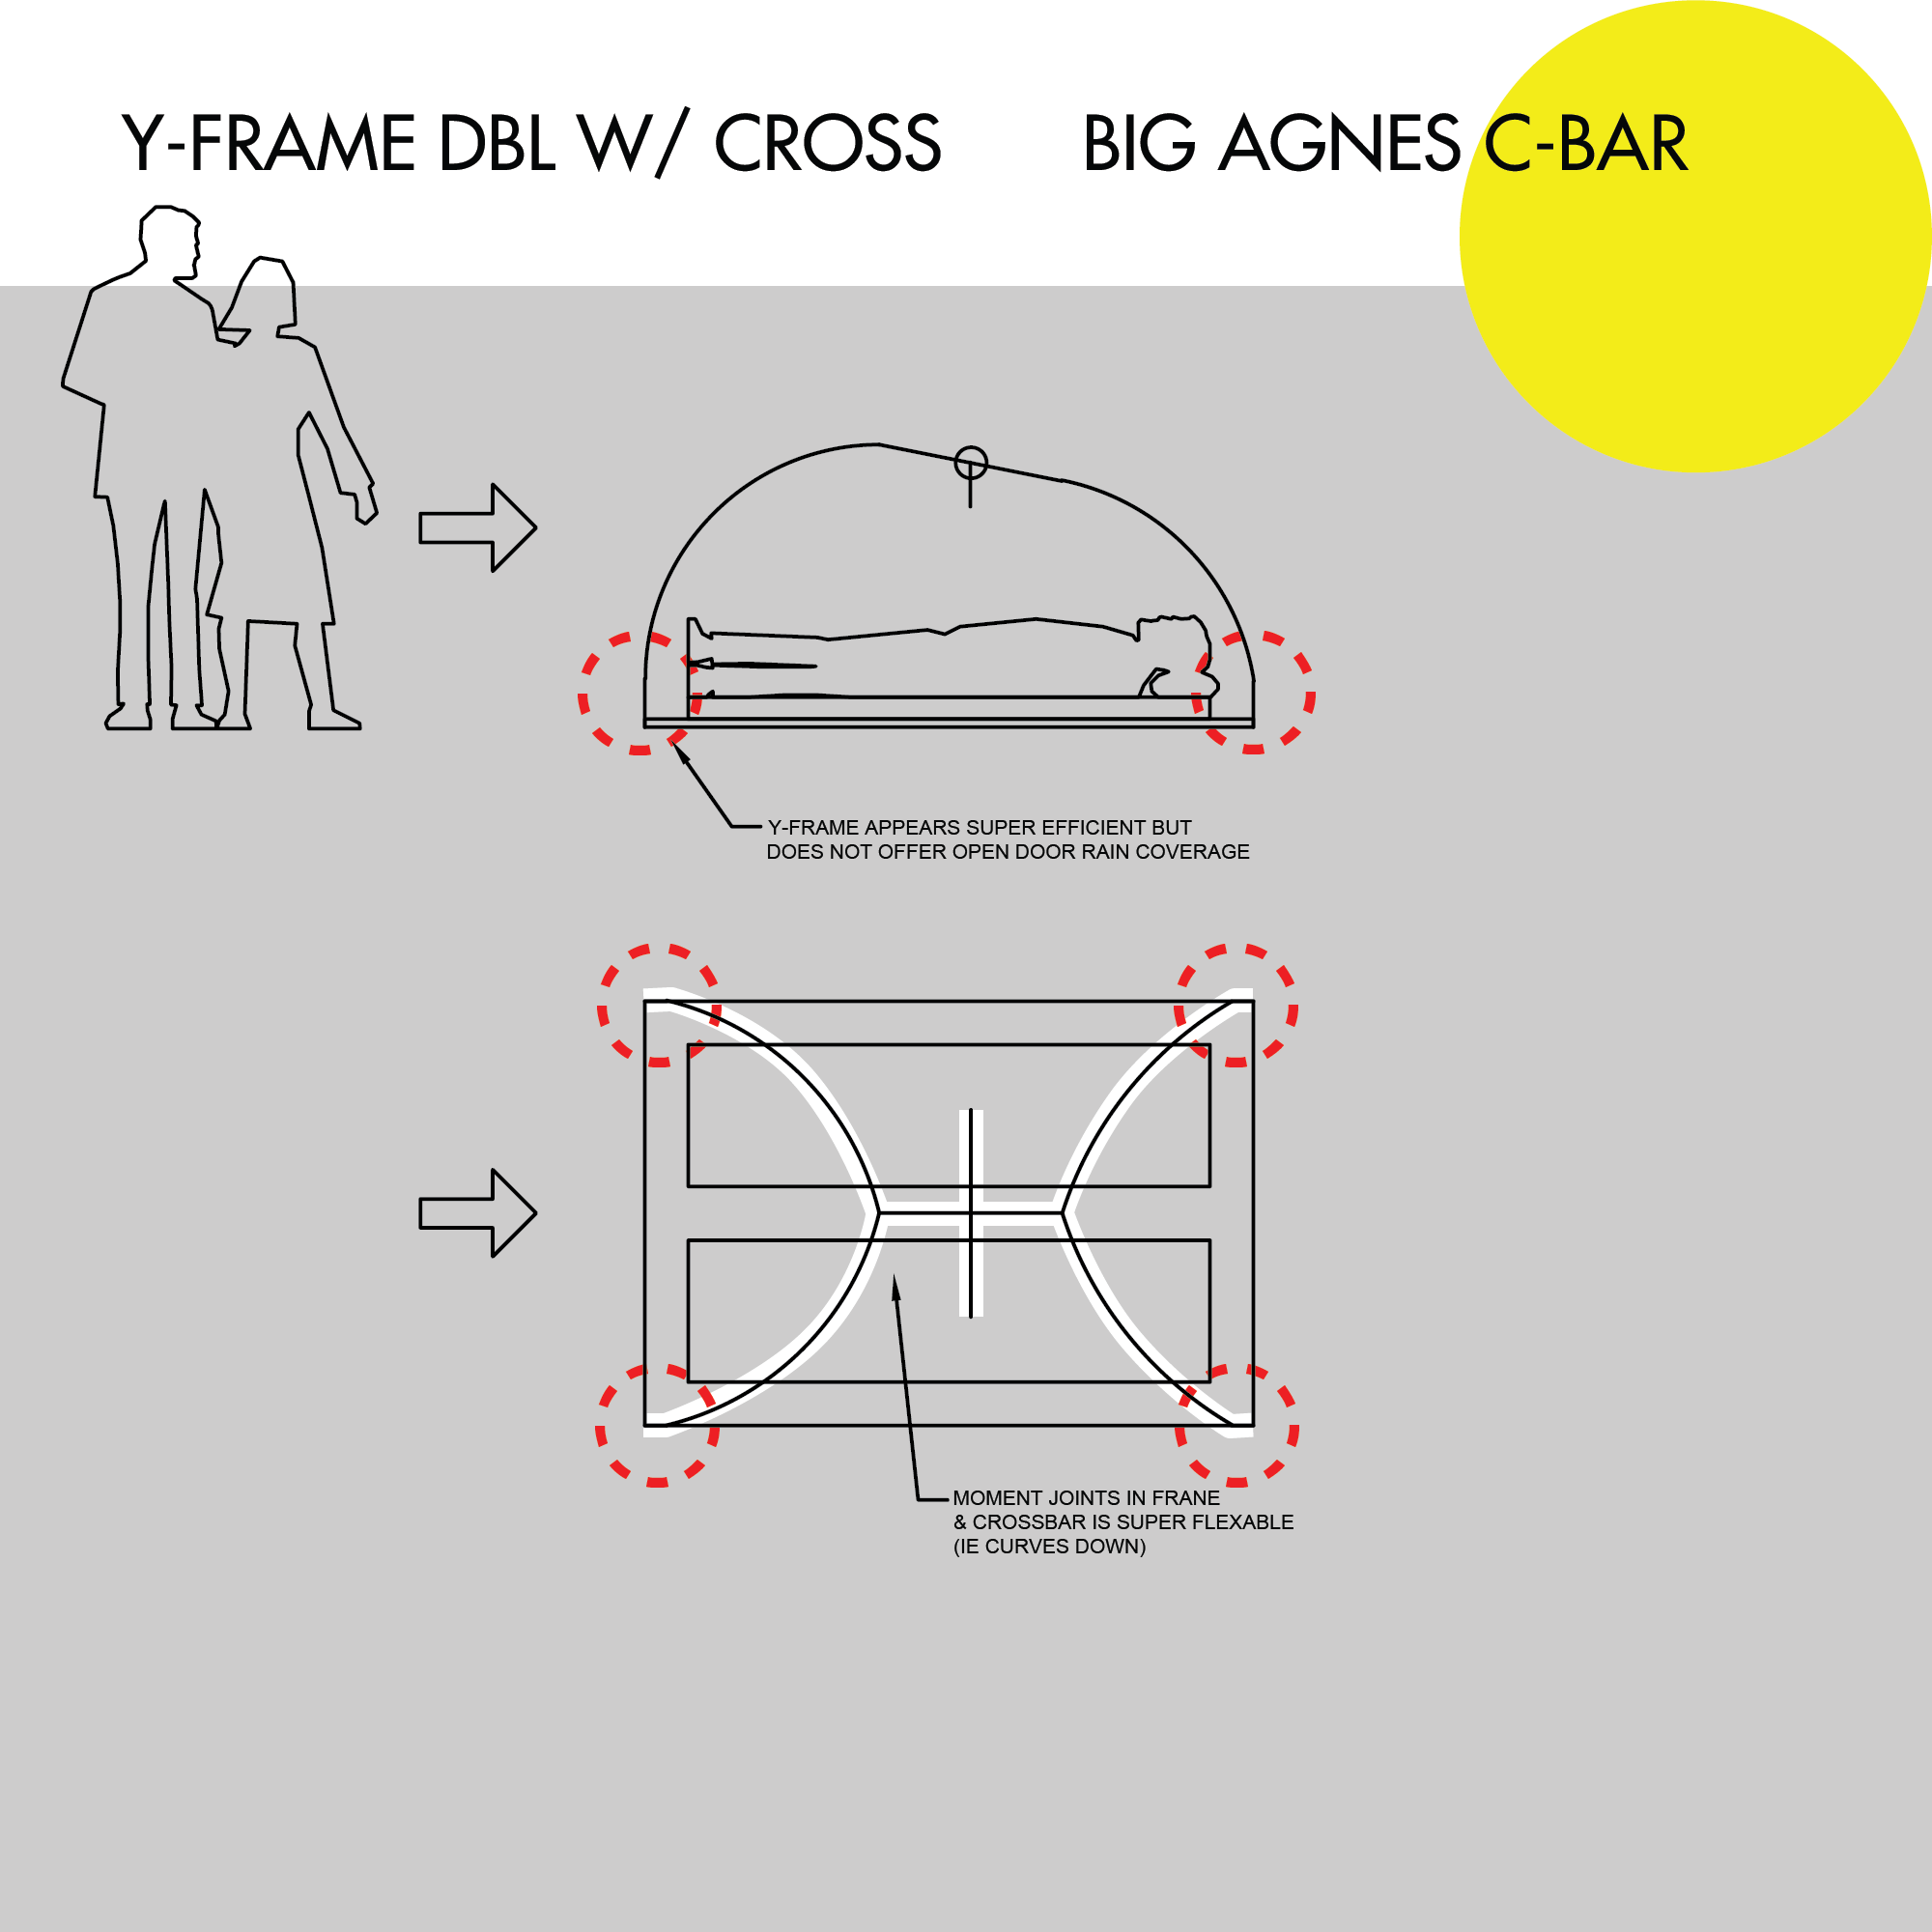 Y-FRAME DBL W/ CROSS
BIG AGNES C-BAR
Y-FRAME APPEARS SUPER EFFICIENT BUT
DOES NOT OFFER OPEN DOOR RAIN COVERAGE
MOMENT JOINTS IN FRANE
& CROSSBAR IS SUPER FLEXABLE
(IE CURVES DOWN)